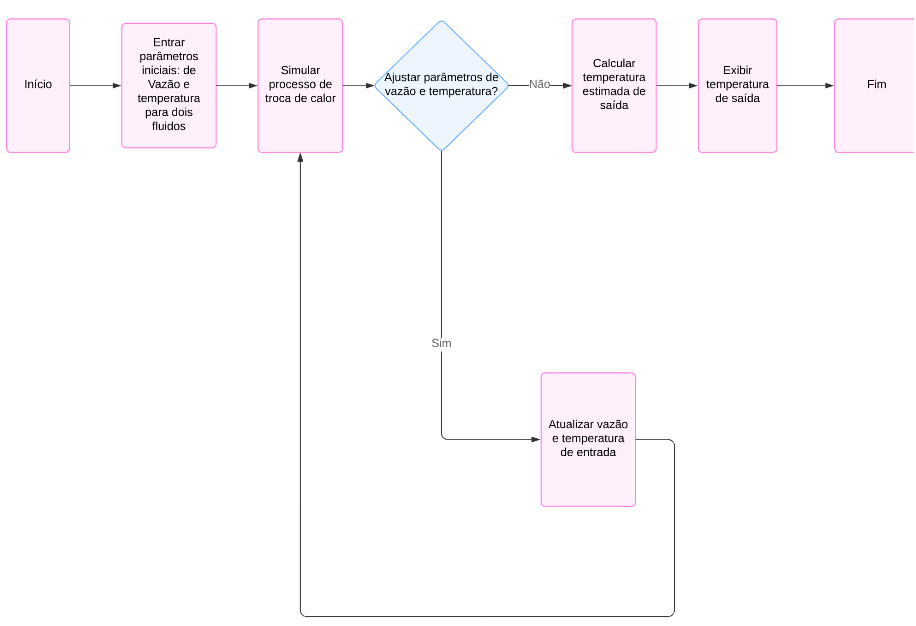 Início
Entrar
parâmetros
iniciais: de
Vazão e
temperatura
para dois
fluidos
Simular
processo de
troca de calor
Ajustar parâmetros de
vazão e temperatura?
Não
Calcular
temperatura
estimada de
saída
Exibir
temperatura
de saída
Fim
Sim
Atualizar vazão
e temperatura
de entrada